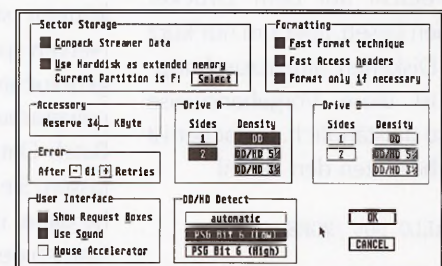 Sector Storage
Compack Streamer Data
Use Harddisk as extended memory
Current Partition is F: Select
Formatting
Fast Format technique
Fast Access headers
Format only if necessary
Accessory
Reserve 34 KByte
Error
After - 61 + Retries
Drive A
Sides Density
1 DD
2 DD/HD 5¼
DD/HD 3½
Drive B
Sides Density
1 DD
2 DD/HD 5¼
DD/HD 3½
User Interface
Show Request Boxes
Use Sound
Mouse Accelerator
DD/HD Detect
automatic
PSG Bit 6 (Low)
PSG Bit 6 (High)
OK
CANCEL